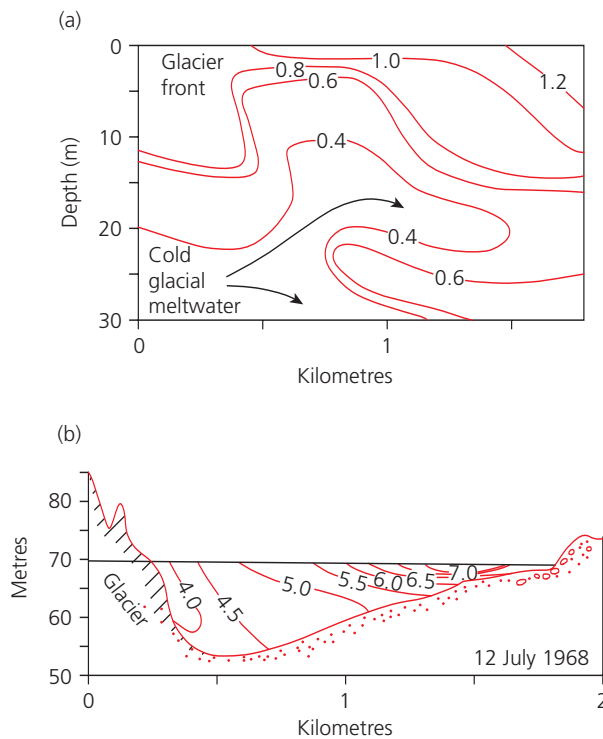 (a)
0
Glacier
front
0.8
0.6
1.0
1.2
10
0.4
Depth (m)
20
0.4
Cold
glacial
meltwater
0.6
30
0
1
Kilometres
(b)
80
Metres
70
Glacier
4.0
4.5
5.0
5.5
6.0
6.5
7.0
60
50
12 July 1968
0
1
2
Kilometres